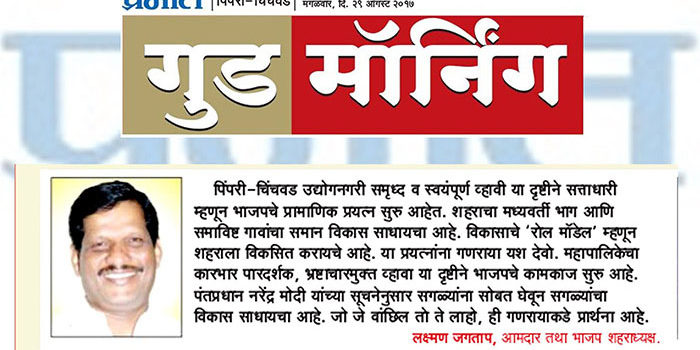 प्रभात | पिंपरी-चिंचवड | मंगळवार, दि. २९ ऑगस्ट २०१७
गुड मॉर्निंग
पिंपरी-चिंचवड उद्योगनगरी समृध्द व स्वयंपूर्ण व्हावी या दृष्टीने सत्ताधारी
म्हणून भाजपचे प्रामाणिक प्रयत्न सुरु आहेत. शहराचा मध्यवर्ती भाग आणि
समाविष्ट गावांचा समान विकास साधायचा आहे. विकासाचे 'रोल मॉडेल' म्हणून
शहराला विकसित करायचे आहे. या प्रयत्नांना गणराया यश देवो. महापालिकेचा
कारभार पारदर्शक, भ्रष्टाचारमुक्त व्हावा या दृष्टीने भाजपचे कामकाज सुरु आहे.
पंतप्रधान नरेंद्र मोदी यांच्या सूचनेनुसार सगळ्यांना सोबत घेवून सगळ्यांचा
विकास साधायचा आहे. जो जे वांछिल तो ते लाहो, ही गणरायाकडे प्रार्थना आहे.
लक्ष्मण जगताप, आमदार तथा भाजप शहराध्यक्ष.